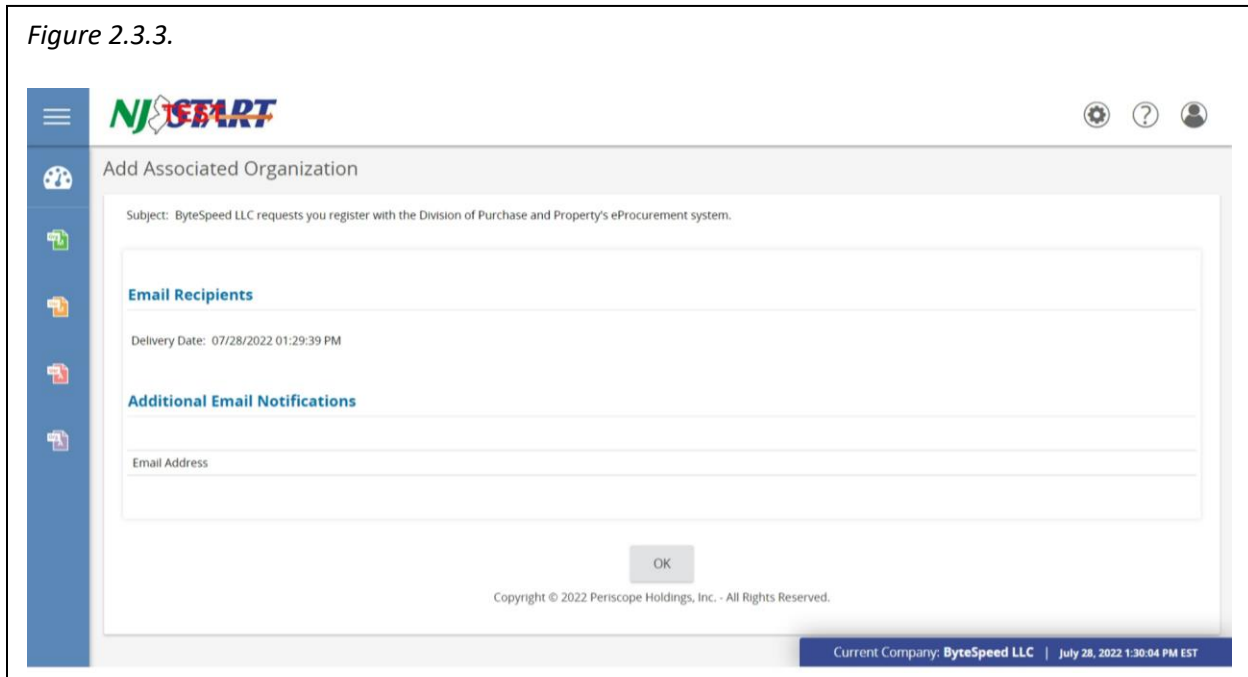 Figure 2.3.3.
NJ START
TEST
Add Associated Organization
Subject: ByteSpeed LLC requests you register with the Division of Purchase and Property's eProcurement system.
Email Recipients
Delivery Date: 07/28/2022 01:29:39 PM
Additional Email Notifications
Email Address
OK
Copyright © 2022 Periscope Holdings, Inc. - All Rights Reserved.
Current Company: ByteSpeed LLC | July 28, 2022 1:30:04 PM EST